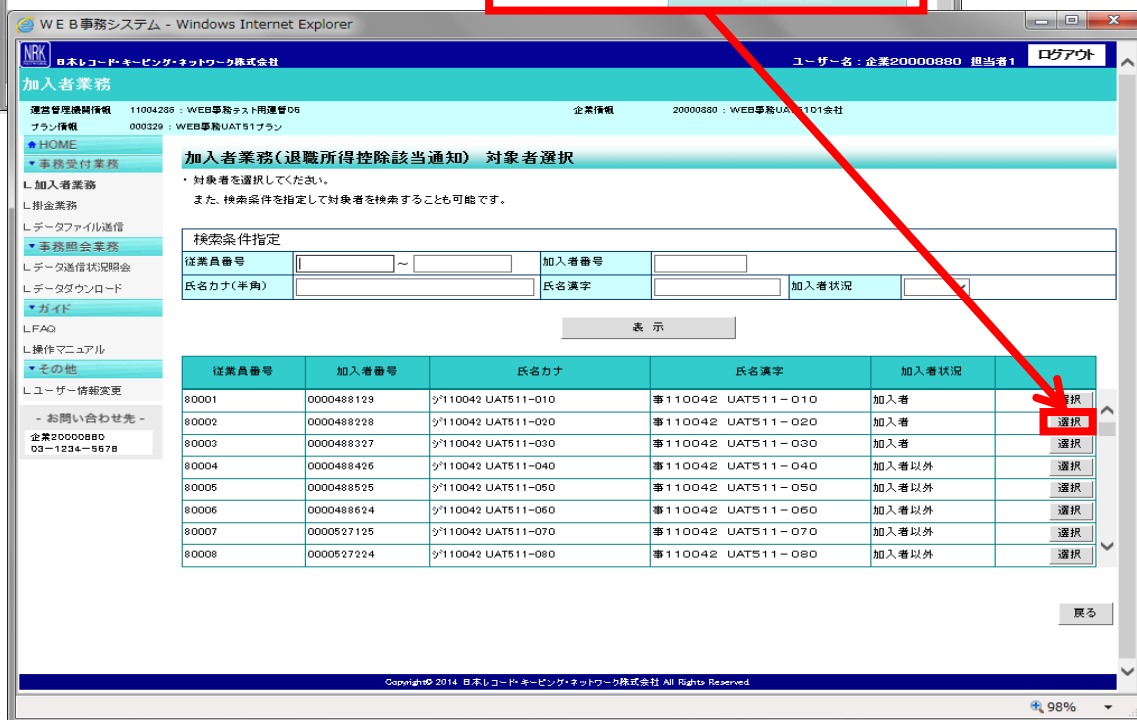 WEB事務システム - Windows Internet Explorer
NRK 日本レコード・キーピング・ネットワーク株式会社
ユーザー名：企業20000880 担当者1
ログアウト
加入者業務
運営管理機関情報 11004286：WEB事務テスト用運管06
企業情報 20000880：WEB事務UAT5101会社
プラン情報 000329：WEB事務UAT51プラン
HOME
▼事務受付業務
L 加入者業務
L 掛金業務
L データファイル送信
▼事務照会業務
L データ送信状況照会
L データダウンロード
▼ガイド
L FAQ
L 操作マニュアル
▼その他
L ユーザー情報変更
- お問い合わせ先 -
企業20000880
03－1234－5678
加入者業務(退職所得控除該当通知) 対象者選択
・対象者を選択してください。
また、検索条件を指定して対象者を検索することも可能です。
検索条件指定
従業員番号 ～ 加入者番号
氏名カナ(半角) 氏名漢字 加入者状況
表 示
従業員番号 加入者番号 氏名カナ 氏名漢字 加入者状況
80001 0000488129 ｼﾞ110042 UAT511-010 事110042 UAT511－010 加入者 選択
80002 0000488228 ｼﾞ110042 UAT511-020 事110042 UAT511－020 加入者 選択
80003 0000488327 ｼﾞ110042 UAT511-030 事110042 UAT511－030 加入者 選択
80004 0000488426 ｼﾞ110042 UAT511-040 事110042 UAT511－040 加入者以外 選択
80005 0000488525 ｼﾞ110042 UAT511-050 事110042 UAT511－050 加入者以外 選択
80006 0000488624 ｼﾞ110042 UAT511-060 事110042 UAT511－060 加入者以外 選択
80007 0000527125 ｼﾞ110042 UAT511-070 事110042 UAT511－070 加入者以外 選択
80008 0000527224 ｼﾞ110042 UAT511-080 事110042 UAT511－080 加入者以外 選択
戻る
Copyright© 2014 日本レコード・キーピング・ネットワーク株式会社 All Rights Reserved.
98%